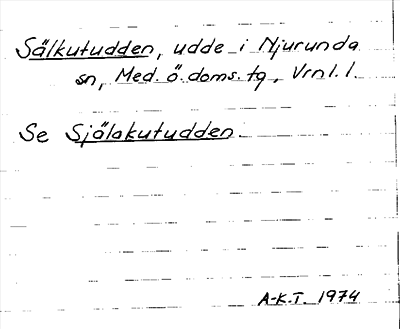 Sälkutudden, udde i Njurunda
sn, Med. ö. doms. tg, Vrnl. l.
Se Själakutudden.
A-K.T. 1974